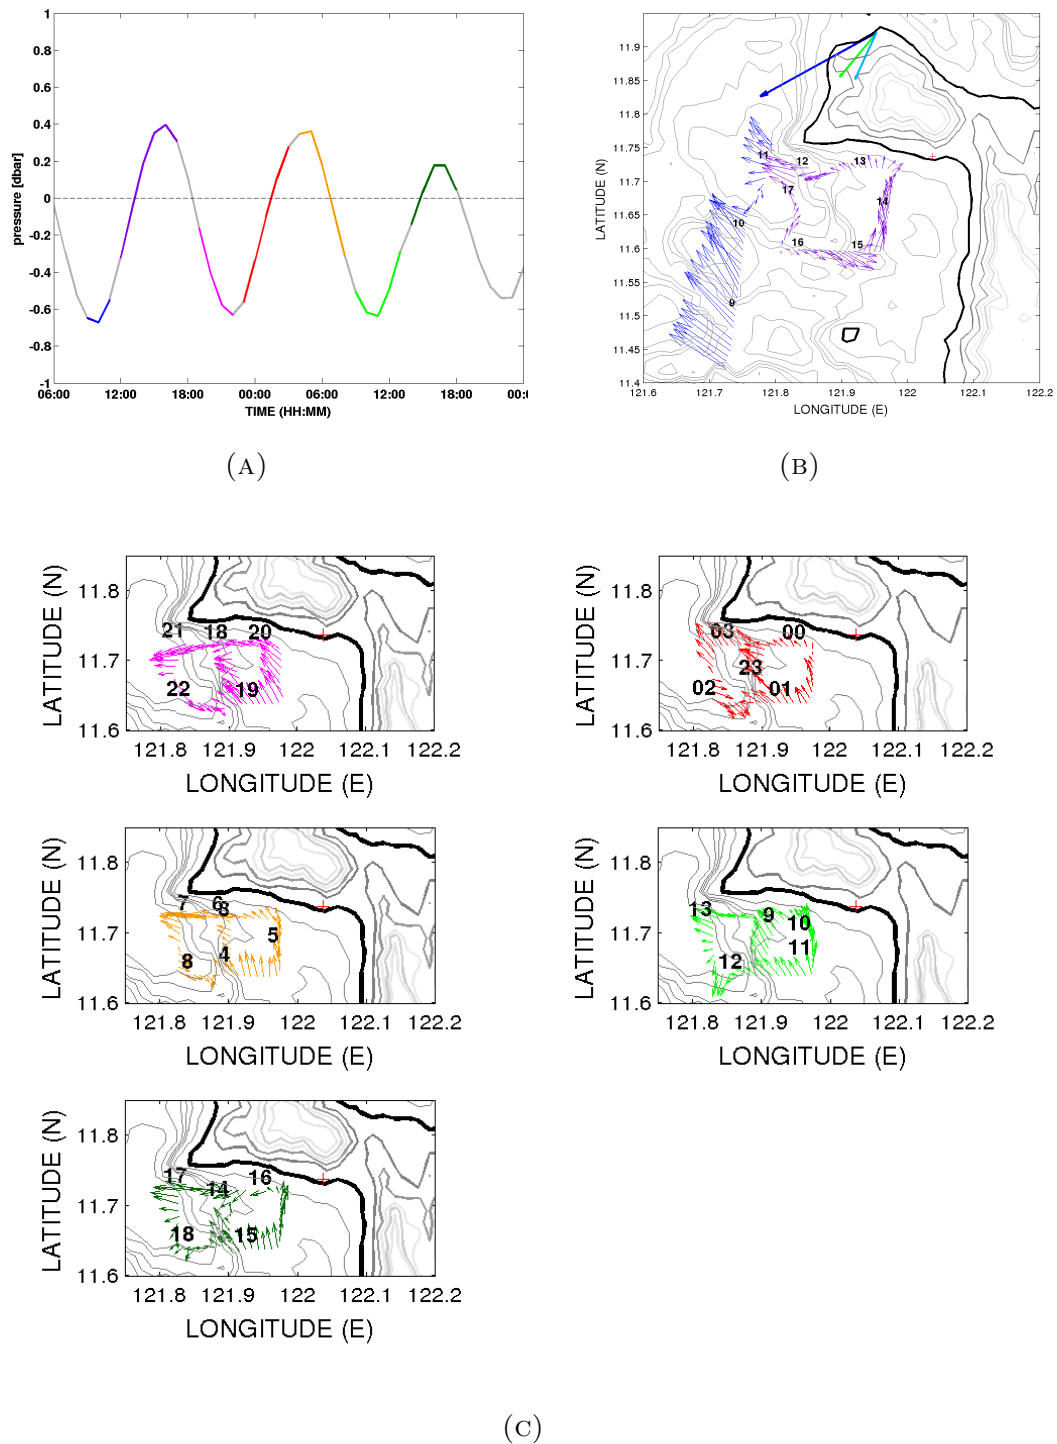 1
0.8
0.6
0.4
0.2
0
-0.2
-0.4
-0.6
-0.8
-1
pressure [dbar]
06:00 12:00 18:00 00:00 06:00 12:00 18:00 00:(
TIME (HH:MM)
(A)
11.9
11.85
11.8
11.75
11.7
11.65
11.6
11.55
11.5
11.45
11.4
LATITUDE (N)
11 12 13
17 14
10
16 15
9
121.6 121.7 121.8 121.9 122 122.1 122.2
LONGITUDE (E)
(B)
11.8
11.7
11.6
LATITUDE (N)
21 18 20
22 19
121.8 121.9 122 122.1 122.2
LONGITUDE (E)
11.8
11.7
11.6
LATITUDE (N)
03 00
23
02 01
121.8 121.9 122 122.1 122.2
LONGITUDE (E)
11.8
11.7
11.6
LATITUDE (N)
7 6
5
4
8
121.8 121.9 122 122.1 122.2
LONGITUDE (E)
11.8
11.7
11.6
LATITUDE (N)
13 9
10
11
12
121.8 121.9 122 122.1 122.2
LONGITUDE (E)
11.8
11.7
11.6
LATITUDE (N)
17 14 16
18 15
121.8 121.9 122 122.1 122.2
LONGITUDE (E)
(C)